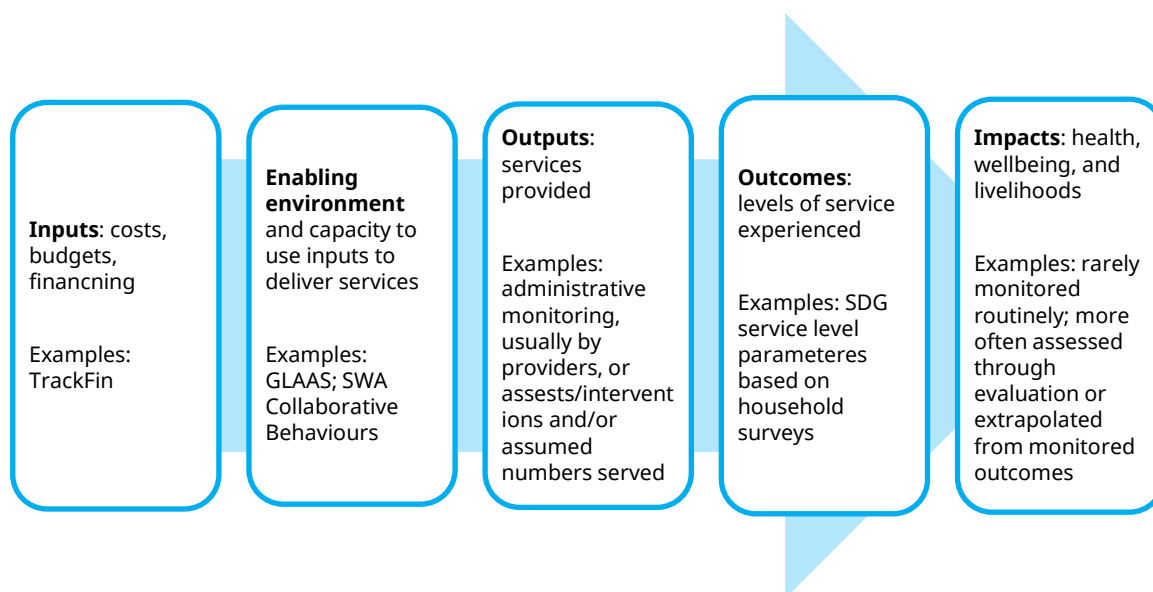 Inputs: costs,
budgets,
financning
Examples:
TrackFin
Enabling
environment
and capacity to
use inputs to
deliver services
Examples:
GLAAS; SWA
Collaborative
Behaviours
Outputs:
services
provided
Examples:
administrative
monitoring,
usually by
providers, or
assests/intervent
ions and/or
assumed
numbers served
Outcomes:
levels of service
experienced
Examples: SDG
service level
parameteres
based on
household
surveys
Impacts: health,
wellbeing, and
livelihoods
Examples: rarely
monitored
routinely; more
often assessed
through
evaluation or
extrapolated
from monitored
outcomes